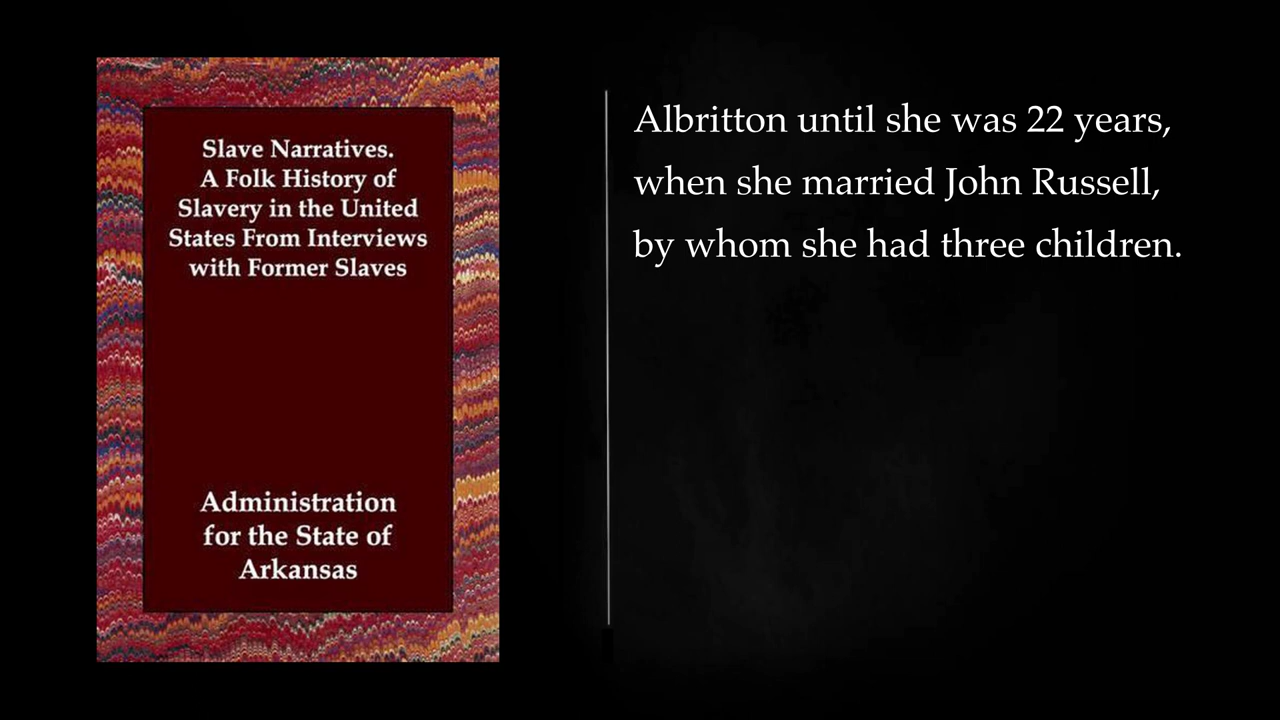 Slave Narratives.
A Folk History of
Slavery in the United
States From Interviews
with Former Slaves
Administration
for the State of
Arkansas
Albritton until she was 22 years,
when she married John Russell,
by whom she had three children.